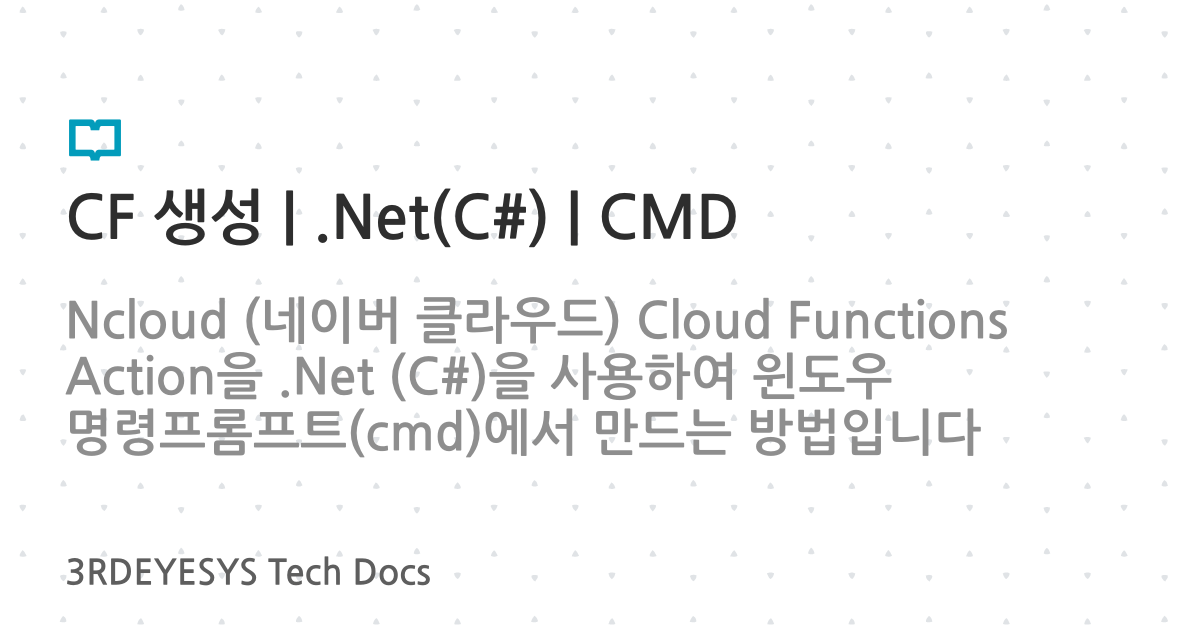 CF 생성 | .Net(C#) | CMD
Ncloud (네이버 클라우드) Cloud Functions
Action을 .Net (C#)을 사용하여 윈도우
명령프롬프트(cmd)에서 만드는 방법입니다
3RDEYESYS Tech Docs